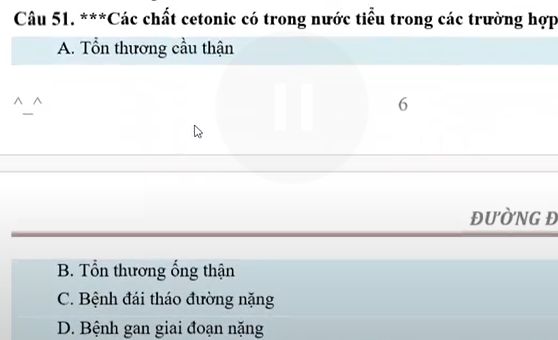 Câu 51. ***Các chất cetonic có trong nước tiểu trong các trường hợp
A. Tổn thương cầu thận
^_^
6
ĐƯỜNG Đ
B. Tổn thương ống thận
C. Bệnh đái tháo đường nặng
D. Bệnh gan giai đoạn nặng